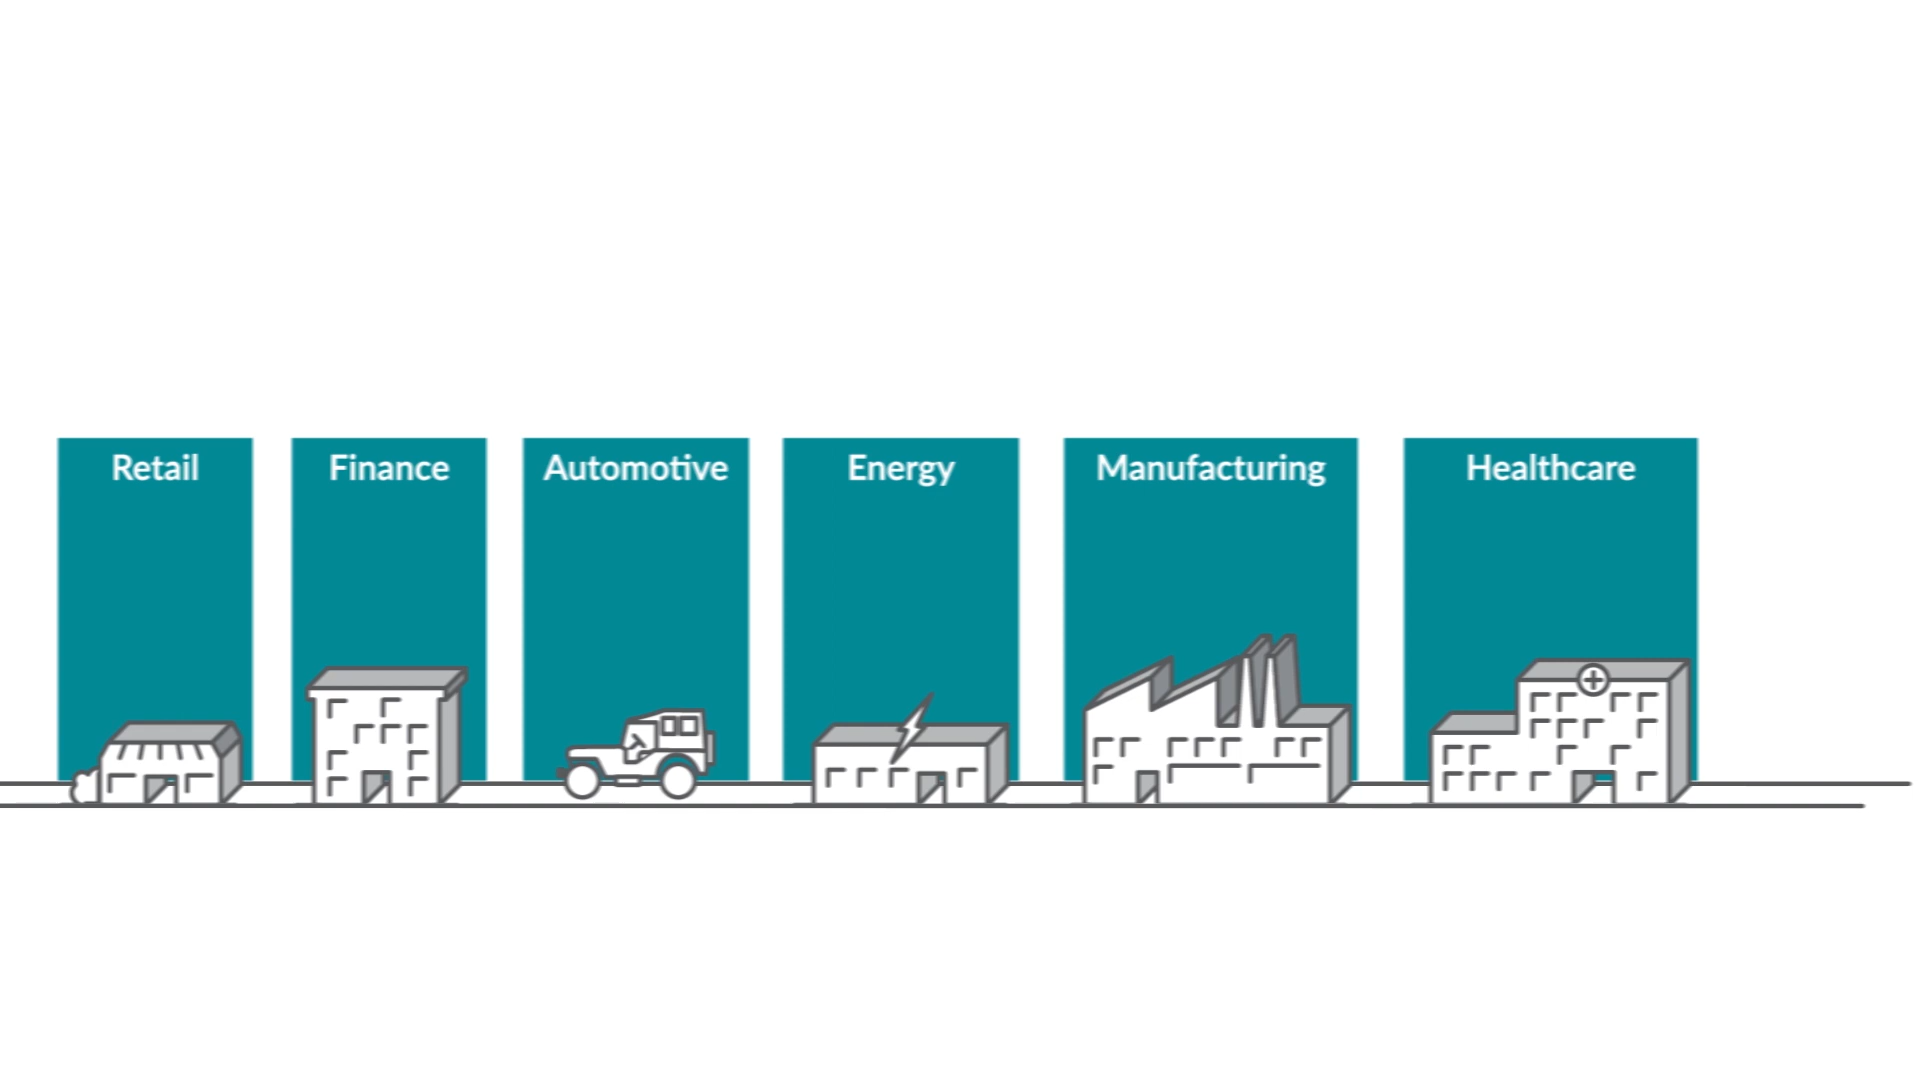 Retail
Finance
Automotive
Energy
Manufacturing
Healthcare